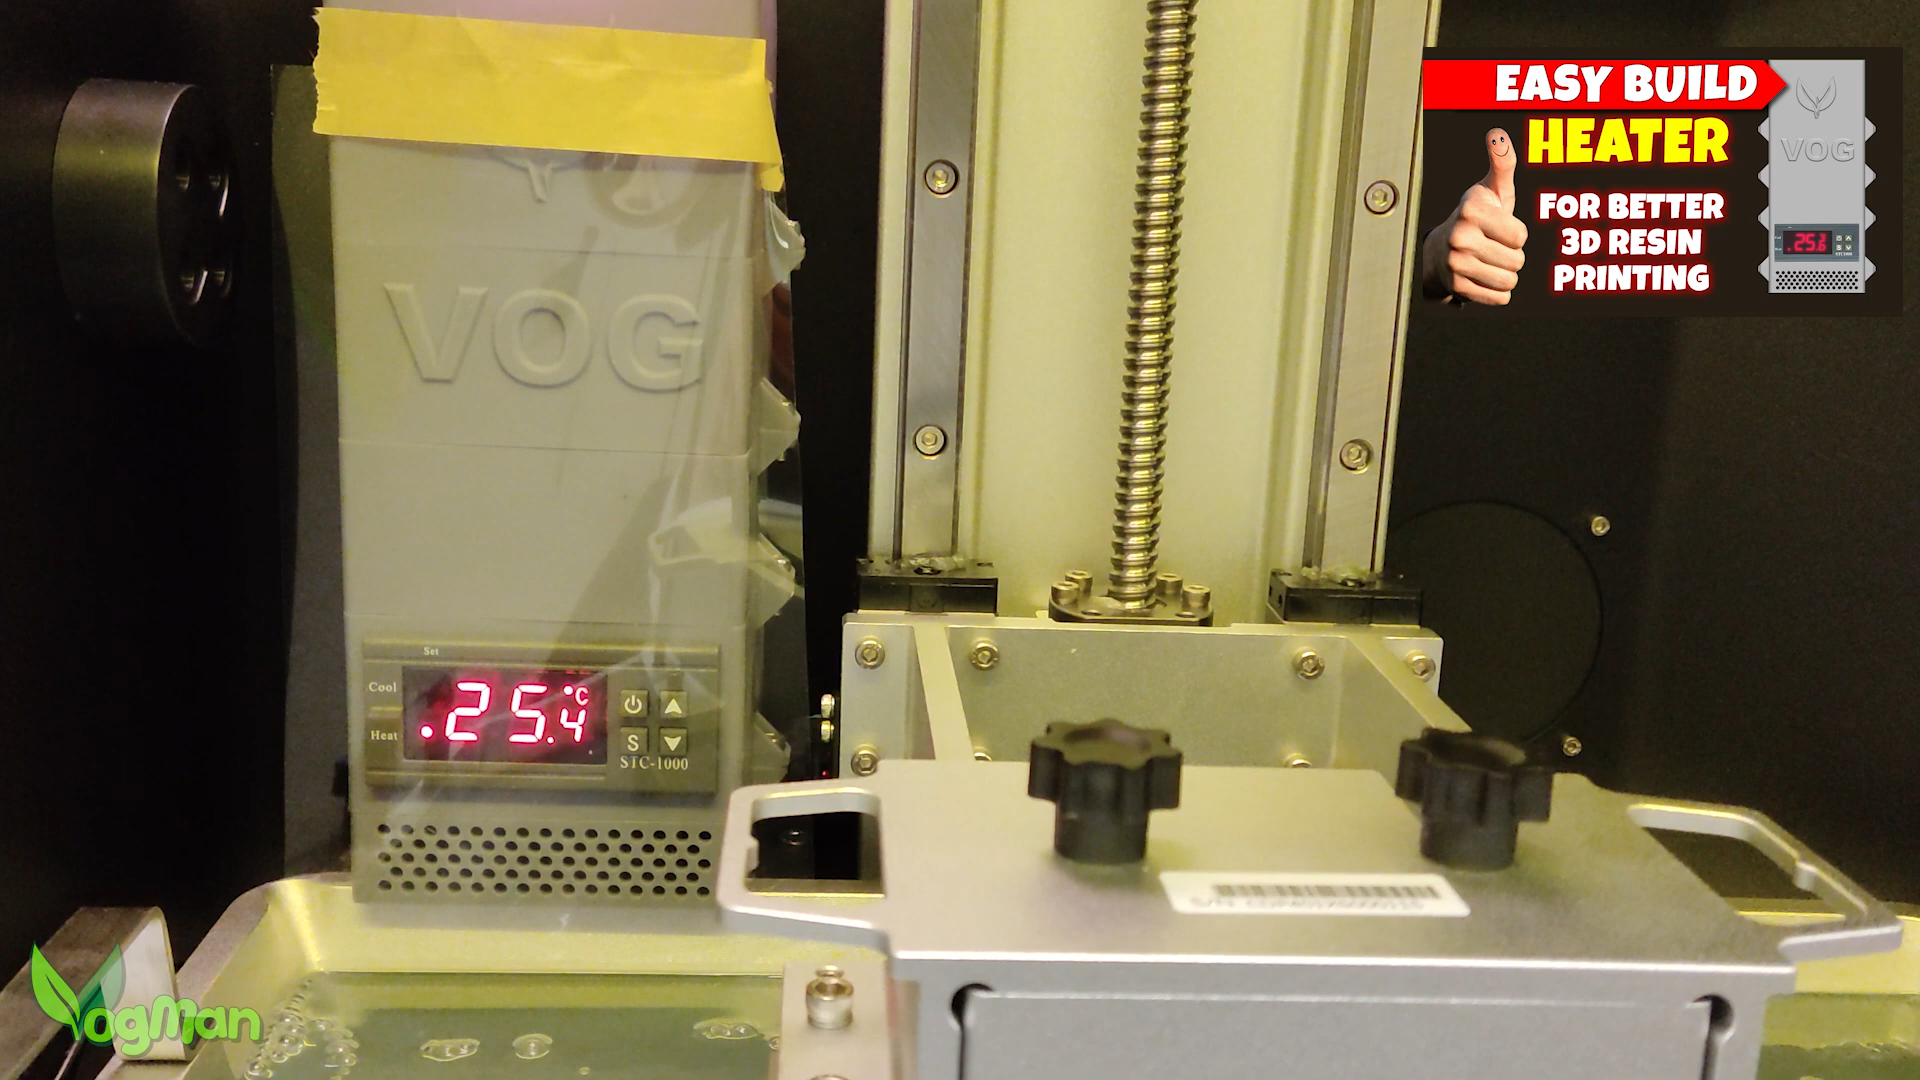 EASY BUILD
HEATER
FOR BETTER
3D RESIN
PRINTING
VOG
.25.6
VOG
Set
Cool
Heat
.25.4 °C
S
STC-1000
VogMan